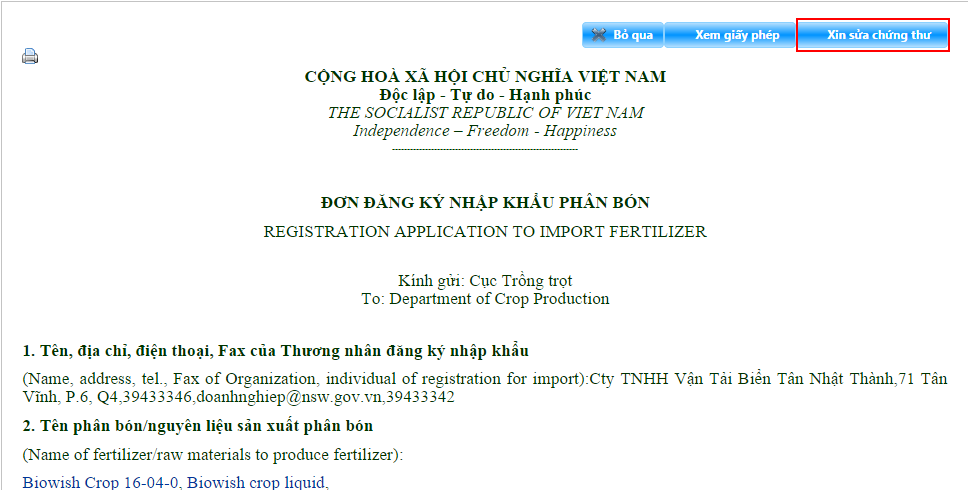 Bỏ qua Xem giấy phép Xin sửa chứng thư
CỘNG HOÀ XÃ HỘI CHỦ NGHĨA VIỆT NAM
Độc lập - Tự do - Hạnh phúc
THE SOCIALIST REPUBLIC OF VIET NAM
Independence – Freedom - Happiness
ĐƠN ĐĂNG KÝ NHẬP KHẨU PHÂN BÓN
REGISTRATION APPLICATION TO IMPORT FERTILIZER
Kính gửi: Cục Trồng trọt
To: Department of Crop Production
1. Tên, địa chỉ, điện thoại, Fax của Thương nhân đăng ký nhập khẩu
(Name, address, tel., Fax of Organization, individual of registration for import):Cty TNHH Vận Tải Biển Tân Nhật Thành,71 Tân
Vĩnh, P.6, Q4,39433346,doanhnghiep@nsw.gov.vn,39433342
2. Tên phân bón/nguyên liệu sản xuất phân bón
(Name of fertilizer/raw materials to produce fertilizer):
Biowish Crop 16-04-0, Biowish crop liquid,